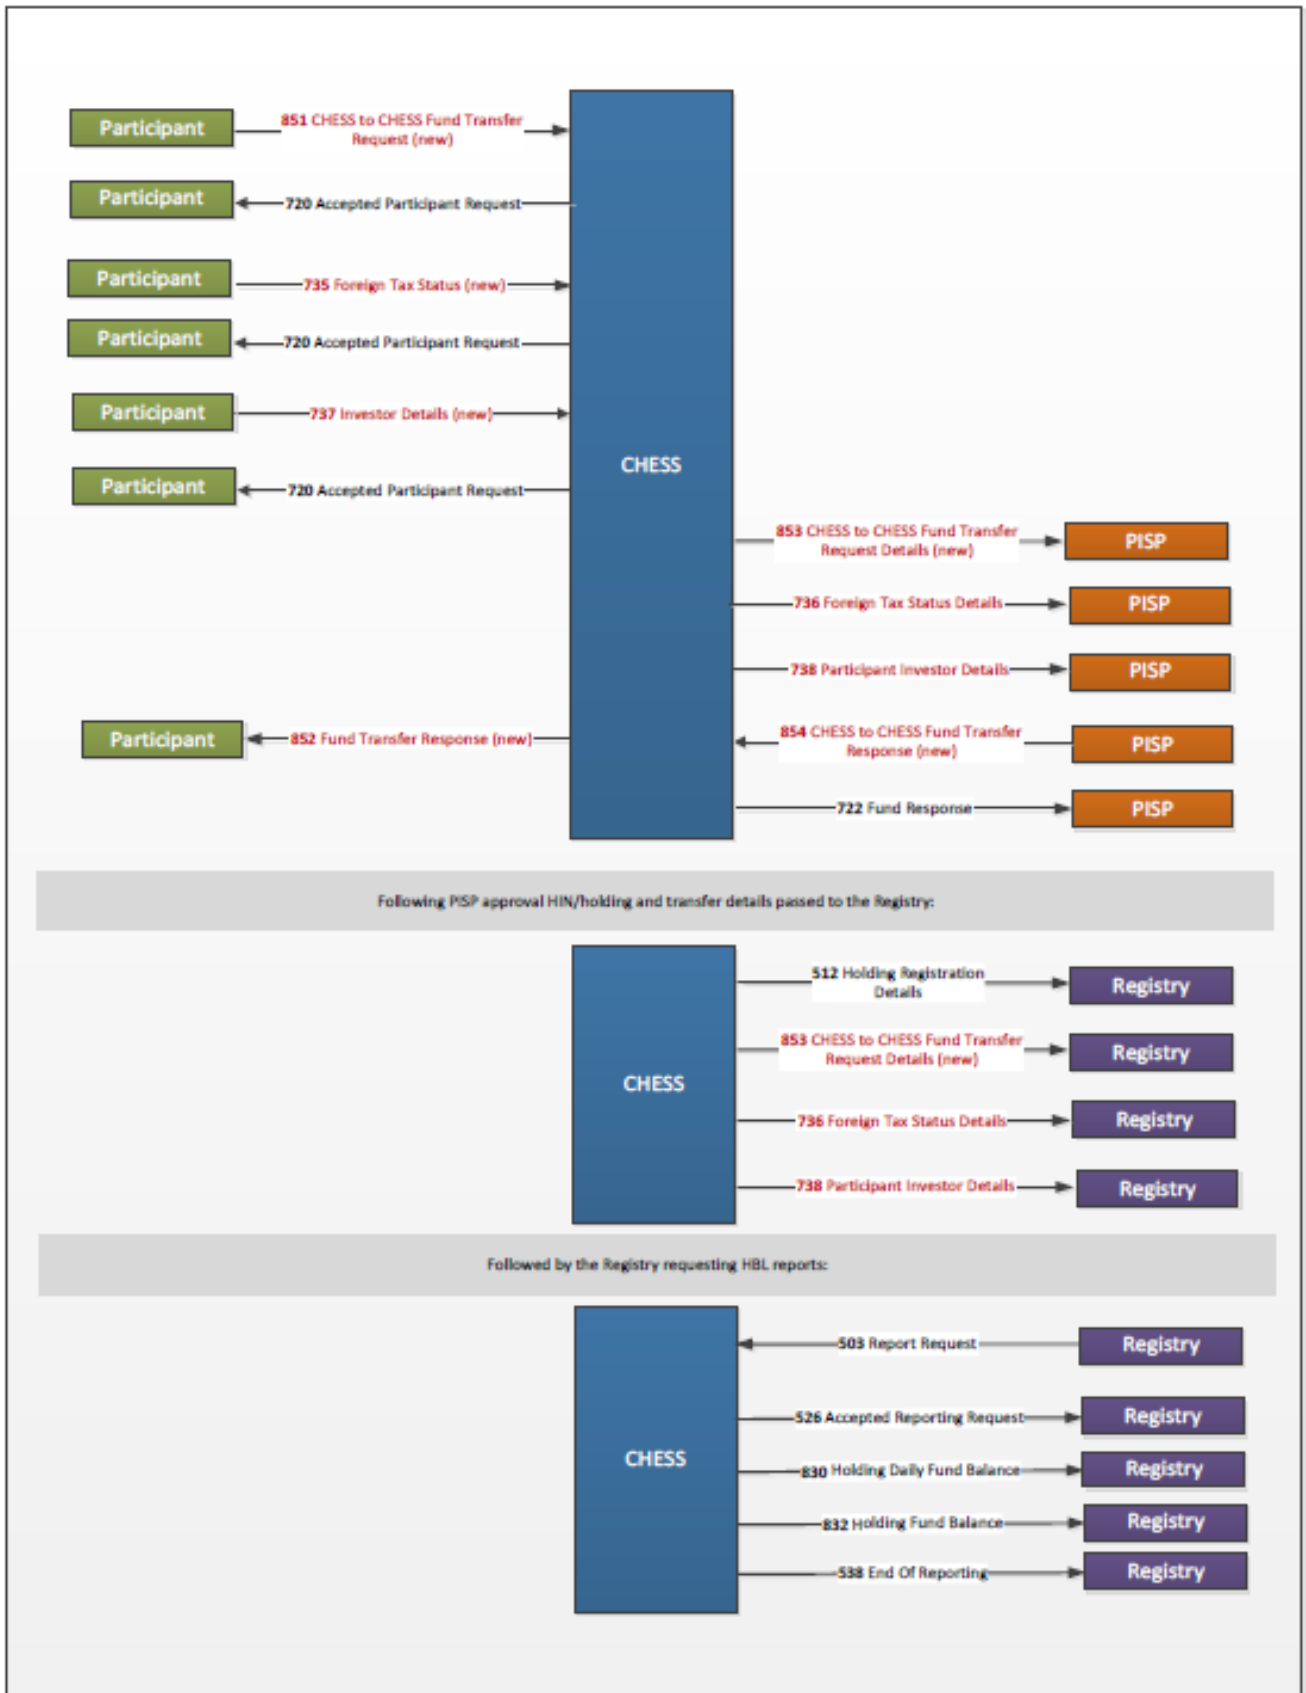 Participant
851 CHESS to CHESS Fund Transfer
Request (new)
Participant
720 Accepted Participant Request
Participant
735 Foreign Tax Status (new)
Participant
720 Accepted Participant Request
Participant
737 Investor Details (new)
Participant
720 Accepted Participant Request
CHESS
853 CHESS to CHESS Fund Transfer
Request Details (new)
PISP
736 Foreign Tax Status Details
PISP
738 Participant Investor Details
PISP
Participant
852 Fund Transfer Response (new)
854 CHESS to CHESS Fund Transfer
Response (new)
PISP
722 Fund Response
PISP
Following PISP approval HIN/holding and transfer details passed to the Registry:
CHESS
512 Holding Registration
Details
Registry
853 CHESS to CHESS Fund Transfer
Request Details (new)
Registry
736 Foreign Tax Status Details
Registry
738 Participant Investor Details
Registry
Followed by the Registry requesting HBL reports:
CHESS
503 Report Request
Registry
526 Accepted Reporting Request
Registry
830 Holding Daily Fund Balance
Registry
832 Holding Fund Balance
Registry
538 End Of Reporting
Registry